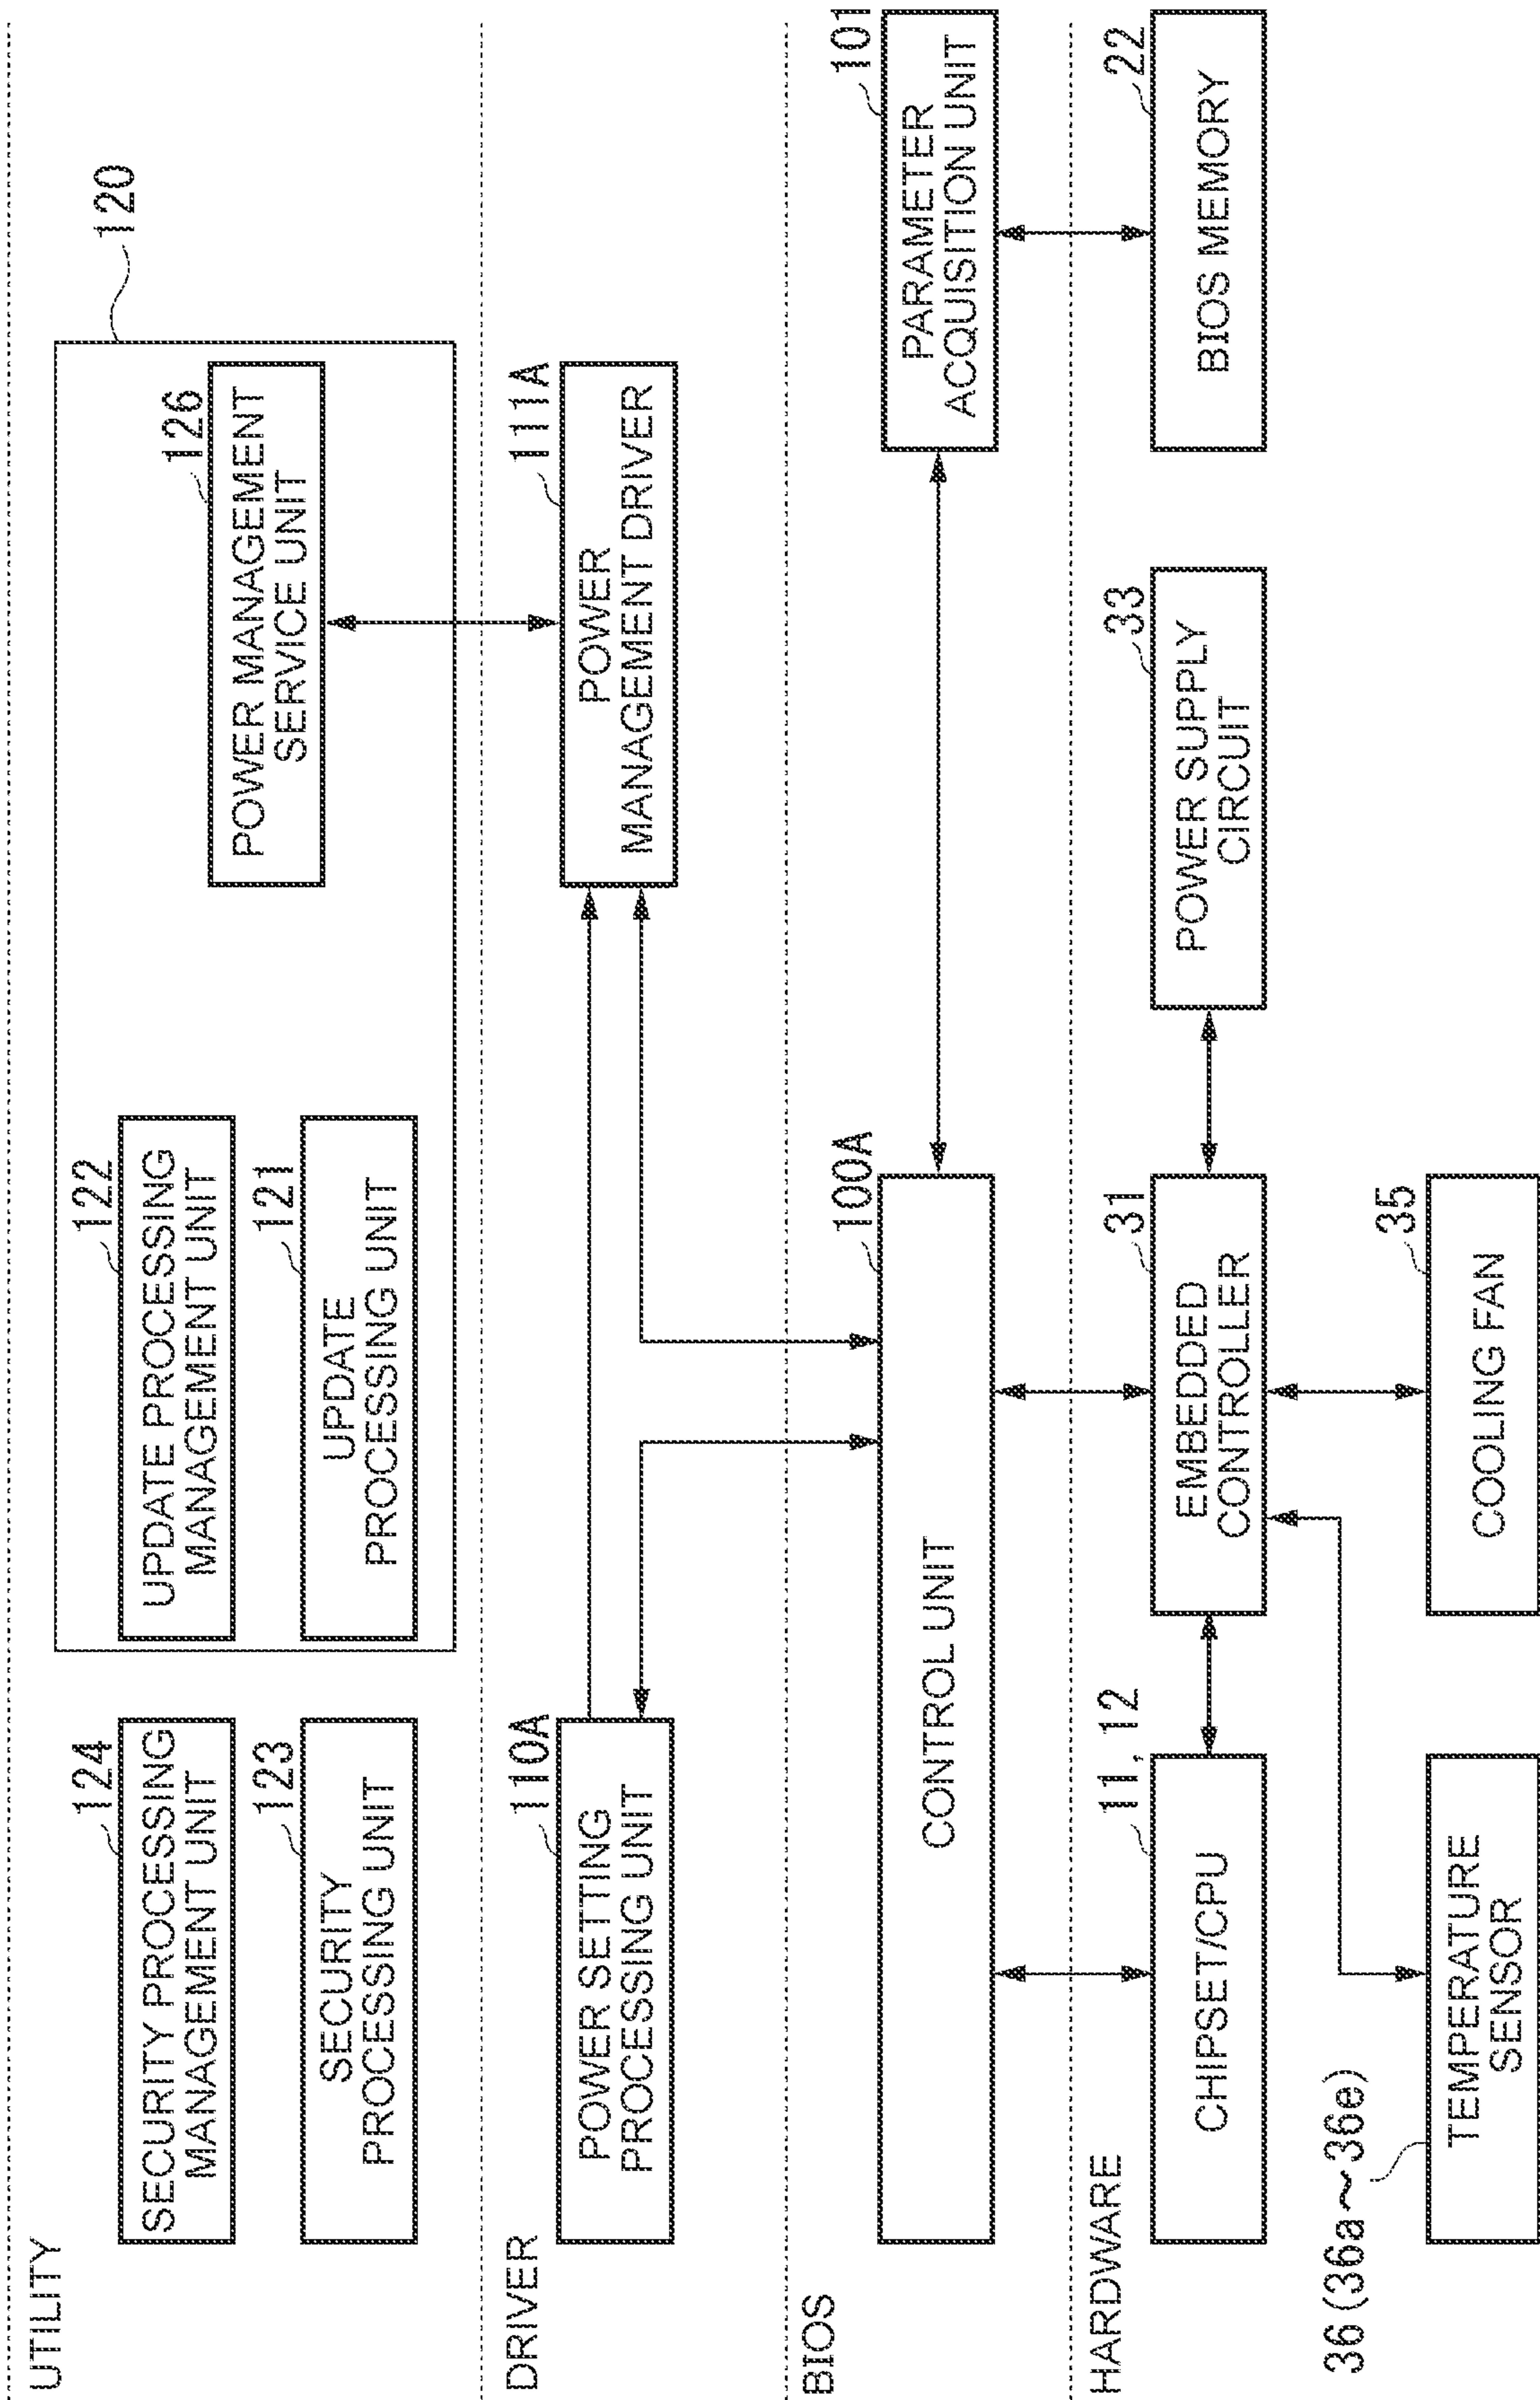 UTILITY
124
SECURITY PROCESSING
MANAGEMENT UNIT
123
SECURITY
PROCESSING UNIT
120
122
UPDATE PROCESSING
MANAGEMENT UNIT
121
UPDATE
PROCESSING UNIT
126
POWER MANAGEMENT
SERVICE UNIT
DRIVER
110A
POWER SETTING
PROCESSING UNIT
111A
POWER
MANAGEMENT DRIVER
BIOS
100A
CONTROL UNIT
101
PARAMETER
ACQUISITION UNIT
HARDWARE
11, 12
CHIPSET/CPU
31
EMBEDDED
CONTROLLER
33
POWER SUPPLY
CIRCUIT
22
BIOS MEMORY
36 (36a～36e)
TEMPERATURE
SENSOR
35
COOLING FAN